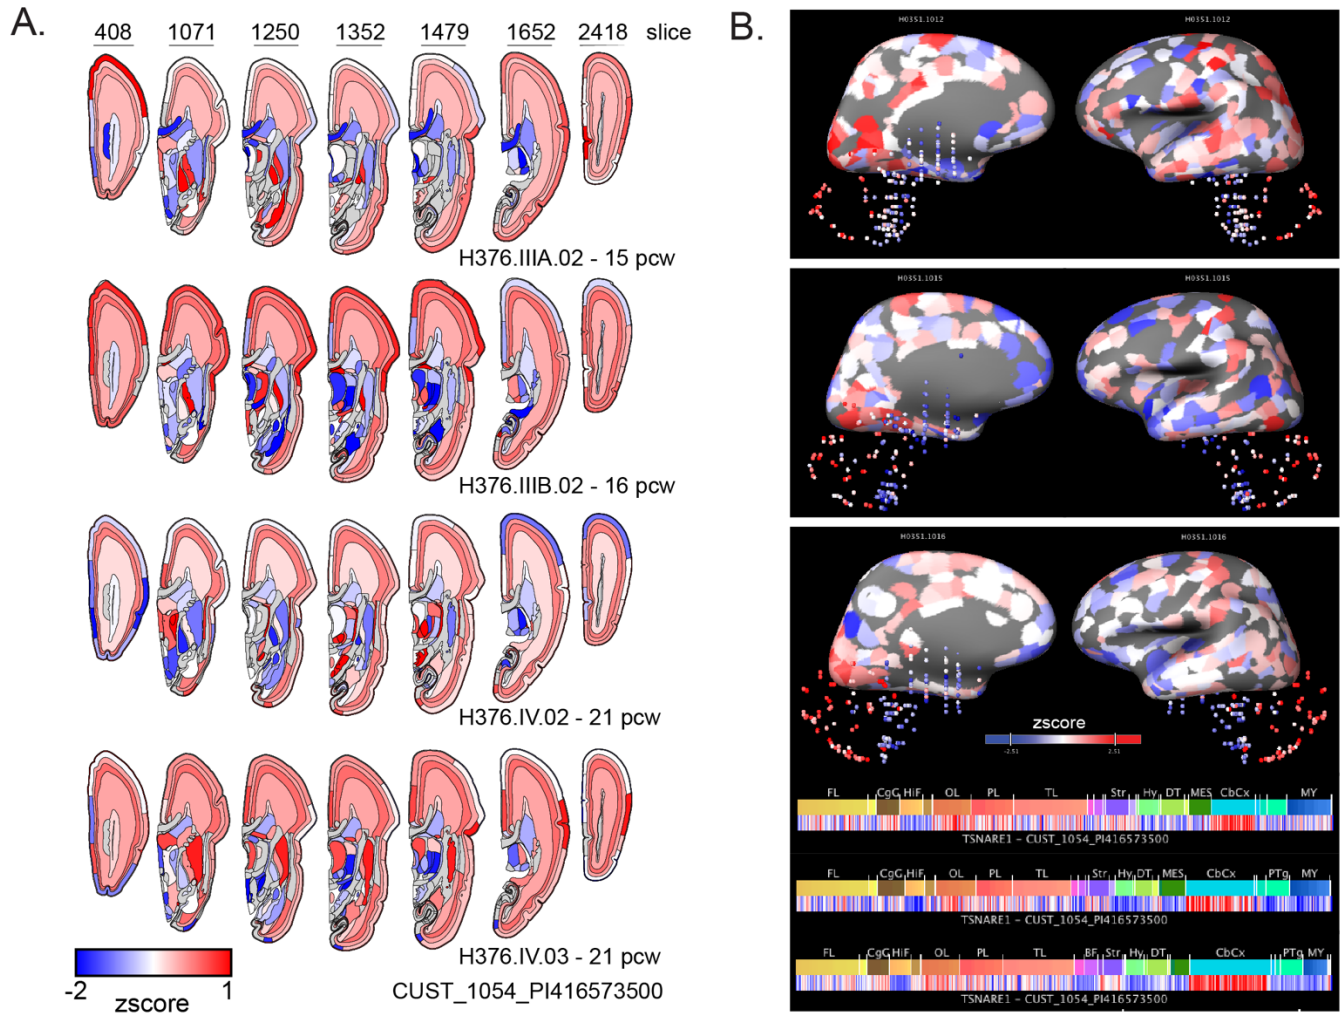 A.
408 1071 1250 1352 1479 1652 2418 slice
H376.IIIA.02 - 15 pcw
H376.IIIB.02 - 16 pcw
H376.IV.02 - 21 pcw
H376.IV.03 - 21 pcw
-2 1
zscore
CUST_1054_PI416573500
B.
H0351.1012 H0351.1012
H0351.1015 H0351.1015
H0351.1016 H0351.1016
zscore
-2.51 2.51
FL CgG HiF OL PL TL Str Hy DT MES CbCx MY
TSNARE1 - CUST_1054_PI416573500
FL CgG HiF OL PL TL Str Hy DT MES CbCx PTg MY
TSNARE1 - CUST_1054_PI416573500
FL CgG HiF OL PL TL BF Str Hy DT CbCx PTg MY
TSNARE1 - CUST_1054_PI416573500